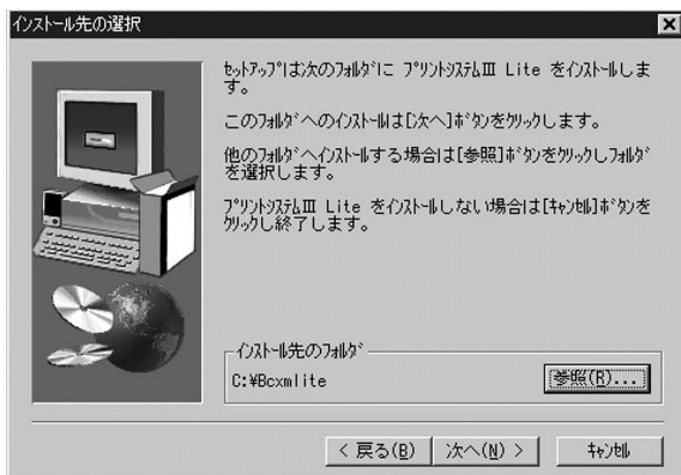 インストール先の選択
ｾｯﾄｱｯﾌﾟは次のﾌｫﾙﾀﾞに ﾌﾟﾘﾝﾄｼｽﾃﾑⅢ Lite をｲﾝｽﾄｰﾙしま
す。
このﾌｫﾙﾀﾞへのｲﾝｽﾄｰﾙは[次へ]ﾎﾞﾀﾝをｸﾘｯｸします。
他のﾌｫﾙﾀﾞへｲﾝｽﾄｰﾙする場合は[参照]ﾎﾞﾀﾝをｸﾘｯｸしﾌｫﾙﾀﾞ
を選択します。
ﾌﾟﾘﾝﾄｼｽﾃﾑⅢ Lite をｲﾝｽﾄｰﾙしない場合は[ｷｬﾝｾﾙ]ﾎﾞﾀﾝを
ｸﾘｯｸし終了します。
ｲﾝｽﾄｰﾙ先のﾌｫﾙﾀﾞ
C:¥Bcxmlite
参照(R)...
< 戻る(B)
次へ(N) >
ｷｬﾝｾﾙ